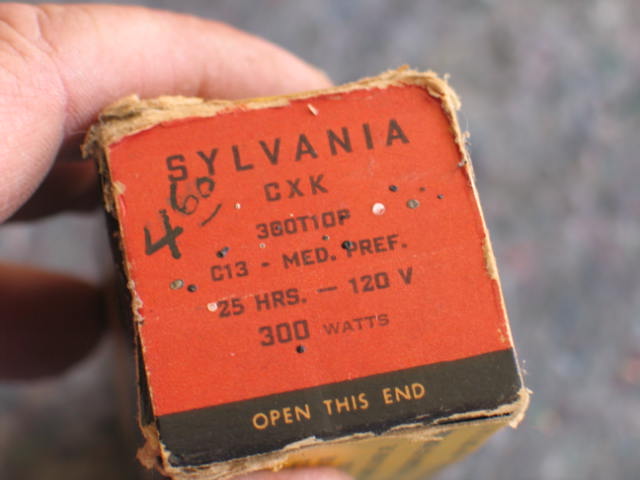 SYLVANIA
CXK
4 60
300T10P
C13 - MED. PREF.
25 HRS. — 120 V
300 WATTS
OPEN THIS END